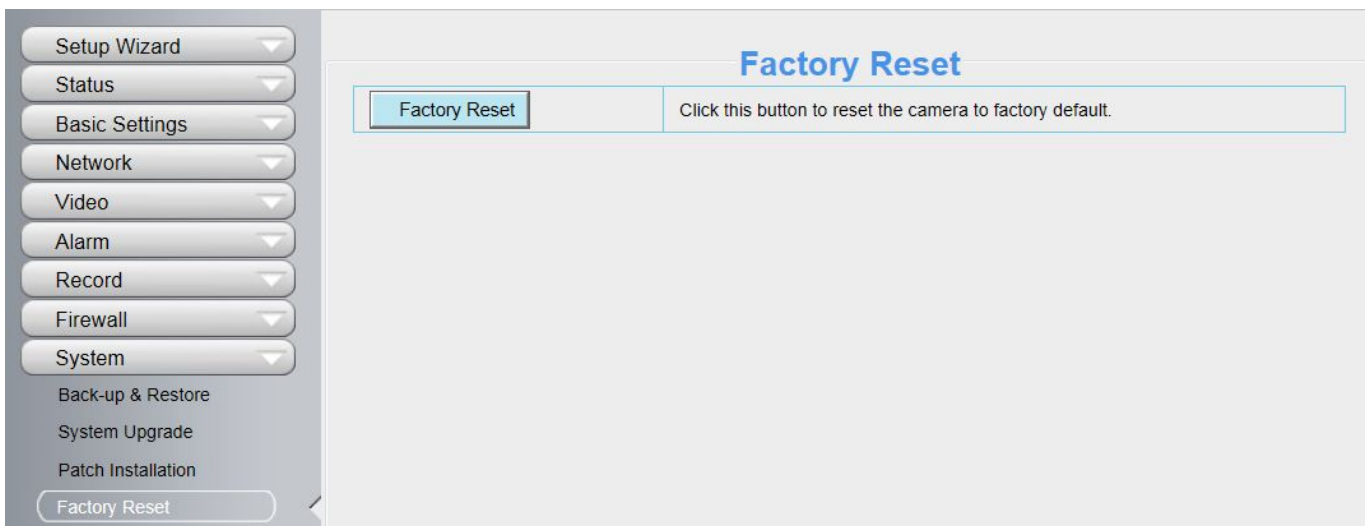 Setup Wizard
Status
Basic Settings
Network
Video
Alarm
Record
Firewall
System
Back-up & Restore
System Upgrade
Patch Installation
Factory Reset
Factory Reset
Factory Reset
Click this button to reset the camera to factory default.